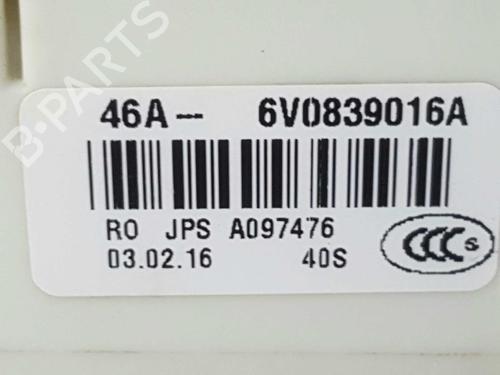 B-PARTS
46A-- 6V0839016A
RO JPS A097476
03.02.16 40S
CCC S